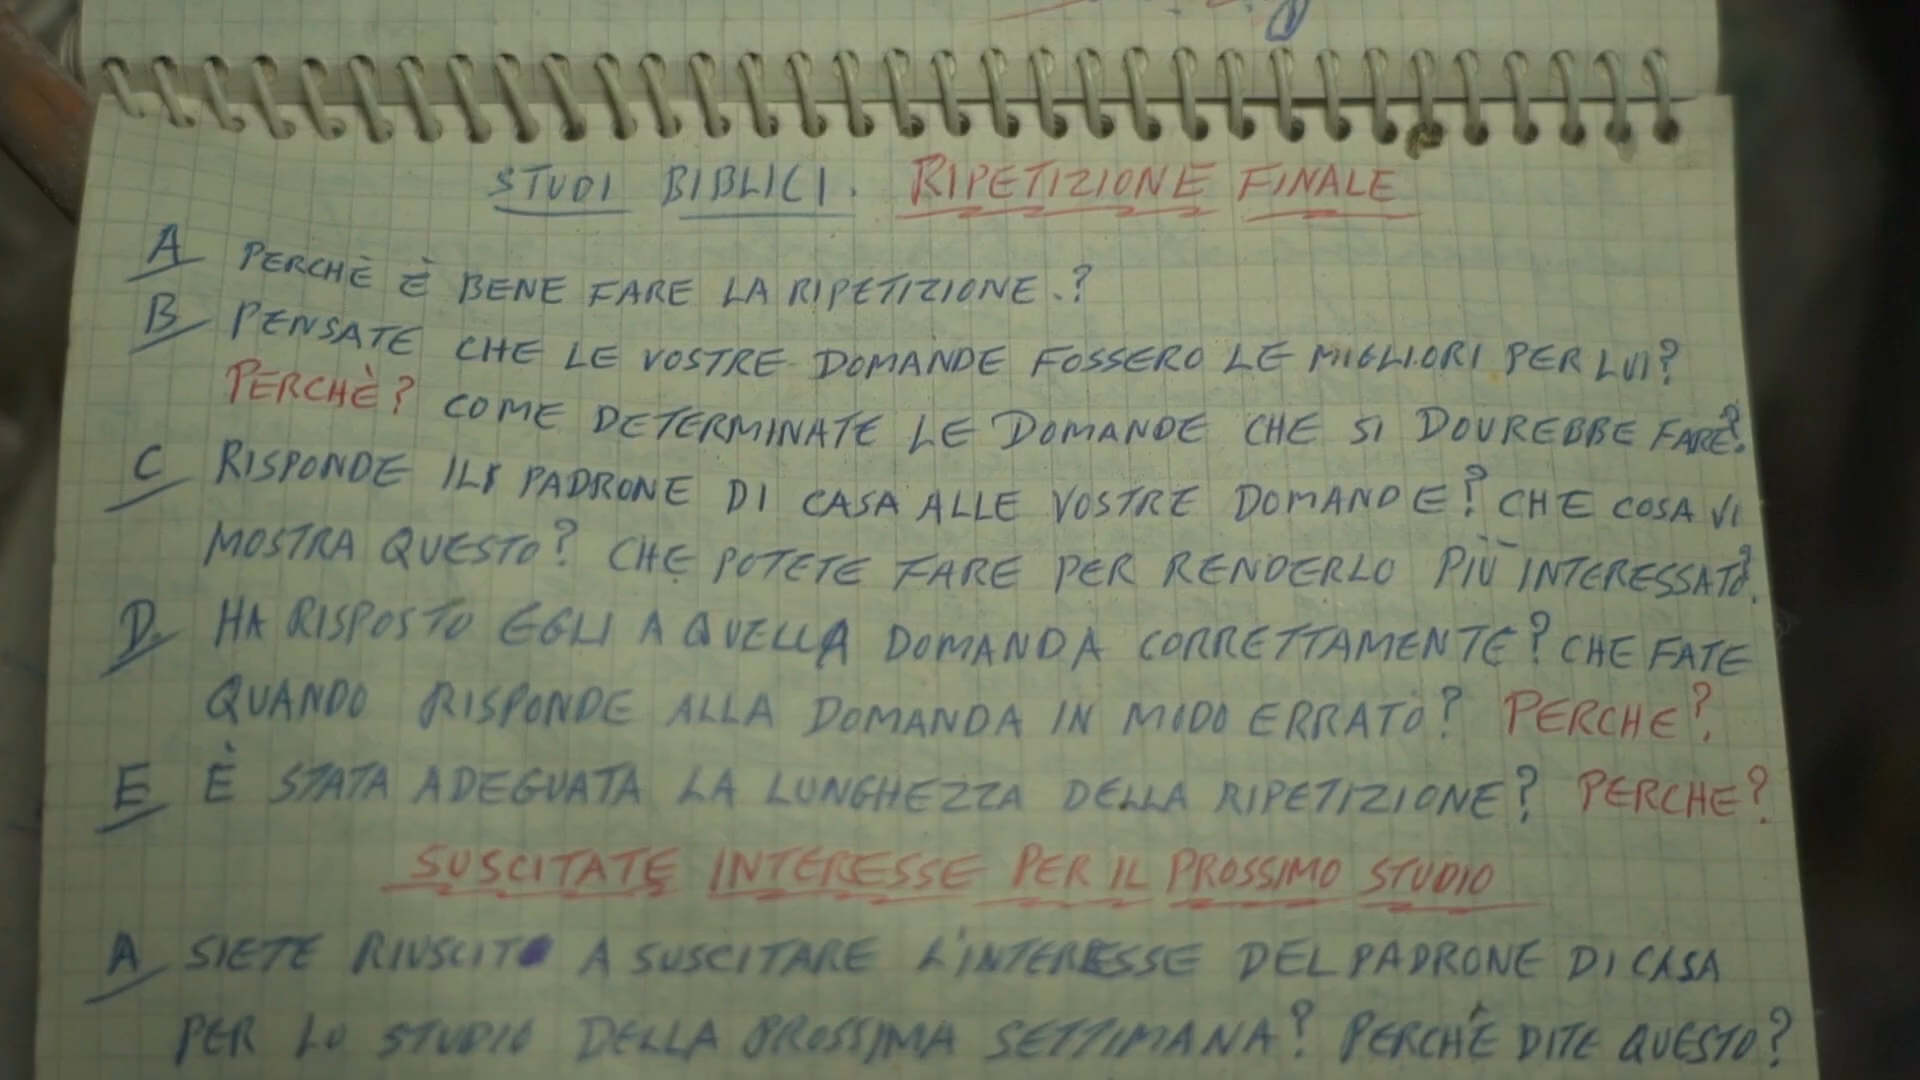 STUDI BIBLICI. RIPETIZIONE FINALE
A PERCHÈ È BENE FARE LA RIPETIZIONE.?
B PENSATE CHE LE VOSTRE DOMANDE FOSSERO LE MIGLIORI PER LUI?
PERCHÈ? COME DETERMINATE LE DOMANDE CHE SI DOVREBBE FARE?
C RISPONDE IL PADRONE DI CASA ALLE VOSTRE DOMANDE? CHE COSA VI
MOSTRA QUESTO? CHE POTETE FARE PER RENDERLO PIÙ INTERESSATO?
D HA RISPOSTO EGLI A QUELLA DOMANDA CORRETTAMENTE? CHE FATE
QUANDO RISPONDE ALLA DOMANDA IN MODO ERRATO? PERCHE?
E È STATA ADEGUATA LA LUNGHEZZA DELLA RIPETIZIONE? PERCHE?
SUSCITATE INTERESSE PER IL PROSSIMO STUDIO
A SIETE RIUSCITO A SUSCITARE L'INTERESSE DEL PADRONE DI CASA
PER LO STUDIO DELLA PROSSIMA SETTIMANA? PERCHÉ DITE QUESTO?